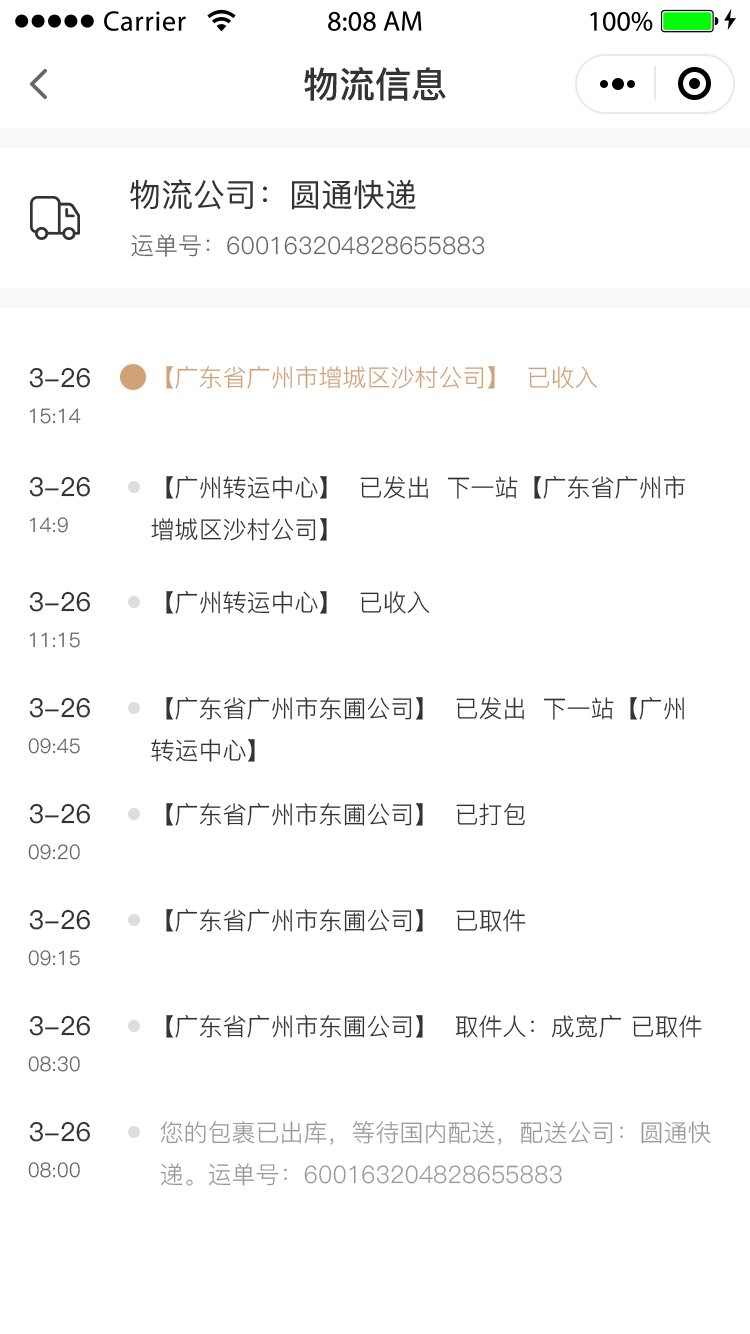 Carrier 8:08 AM 100%
物流信息
物流公司：圆通快递
运单号：600163204828655883
3-26 【广东省广州市增城区沙村公司】 已收入
15:14
3-26 【广州转运中心】 已发出 下一站【广东省广州市
14:9 增城区沙村公司】
3-26 【广州转运中心】 已收入
11:15
3-26 【广东省广州市东圃公司】 已发出 下一站【广州
09:45 转运中心】
3-26 【广东省广州市东圃公司】 已打包
09:20
3-26 【广东省广州市东圃公司】 已取件
09:15
3-26 【广东省广州市东圃公司】 取件人：成宽广 已取件
08:30
3-26 您的包裹已出库，等待国内配送，配送公司：圆通快
08:00 递。运单号：600163204828655883